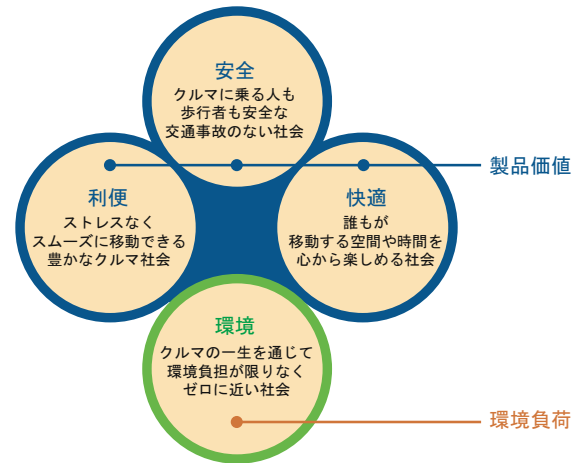 安全
クルマに乗る人も
歩行者も安全な
交通事故のない社会
製品価値
利便
ストレスなく
スムーズに移動できる
豊かなクルマ社会
快適
誰もが
移動する空間や時間を
心から楽しめる社会
環境
クルマの一生を通じて
環境負担が限りなく
ゼロに近い社会
環境負荷